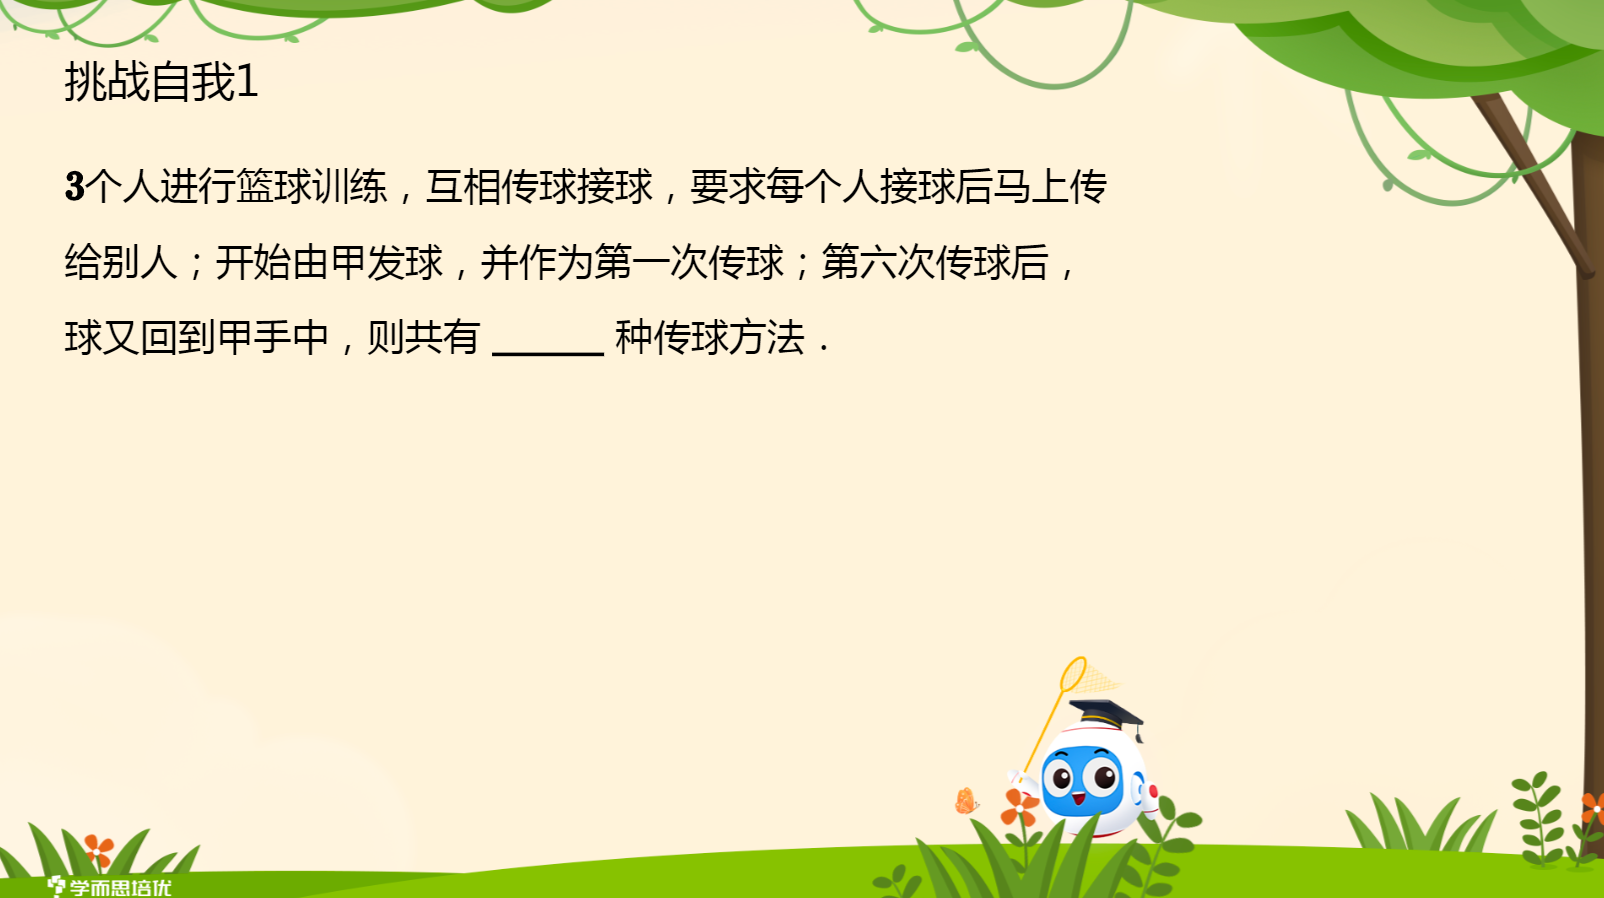 挑战自我1
3个人进行篮球训练，互相传球接球，要求每个人接球后马上传
给别人；开始由甲发球，并作为第一次传球；第六次传球后，
球又回到甲手中，则共有 ______ 种传球方法．
学而思培优